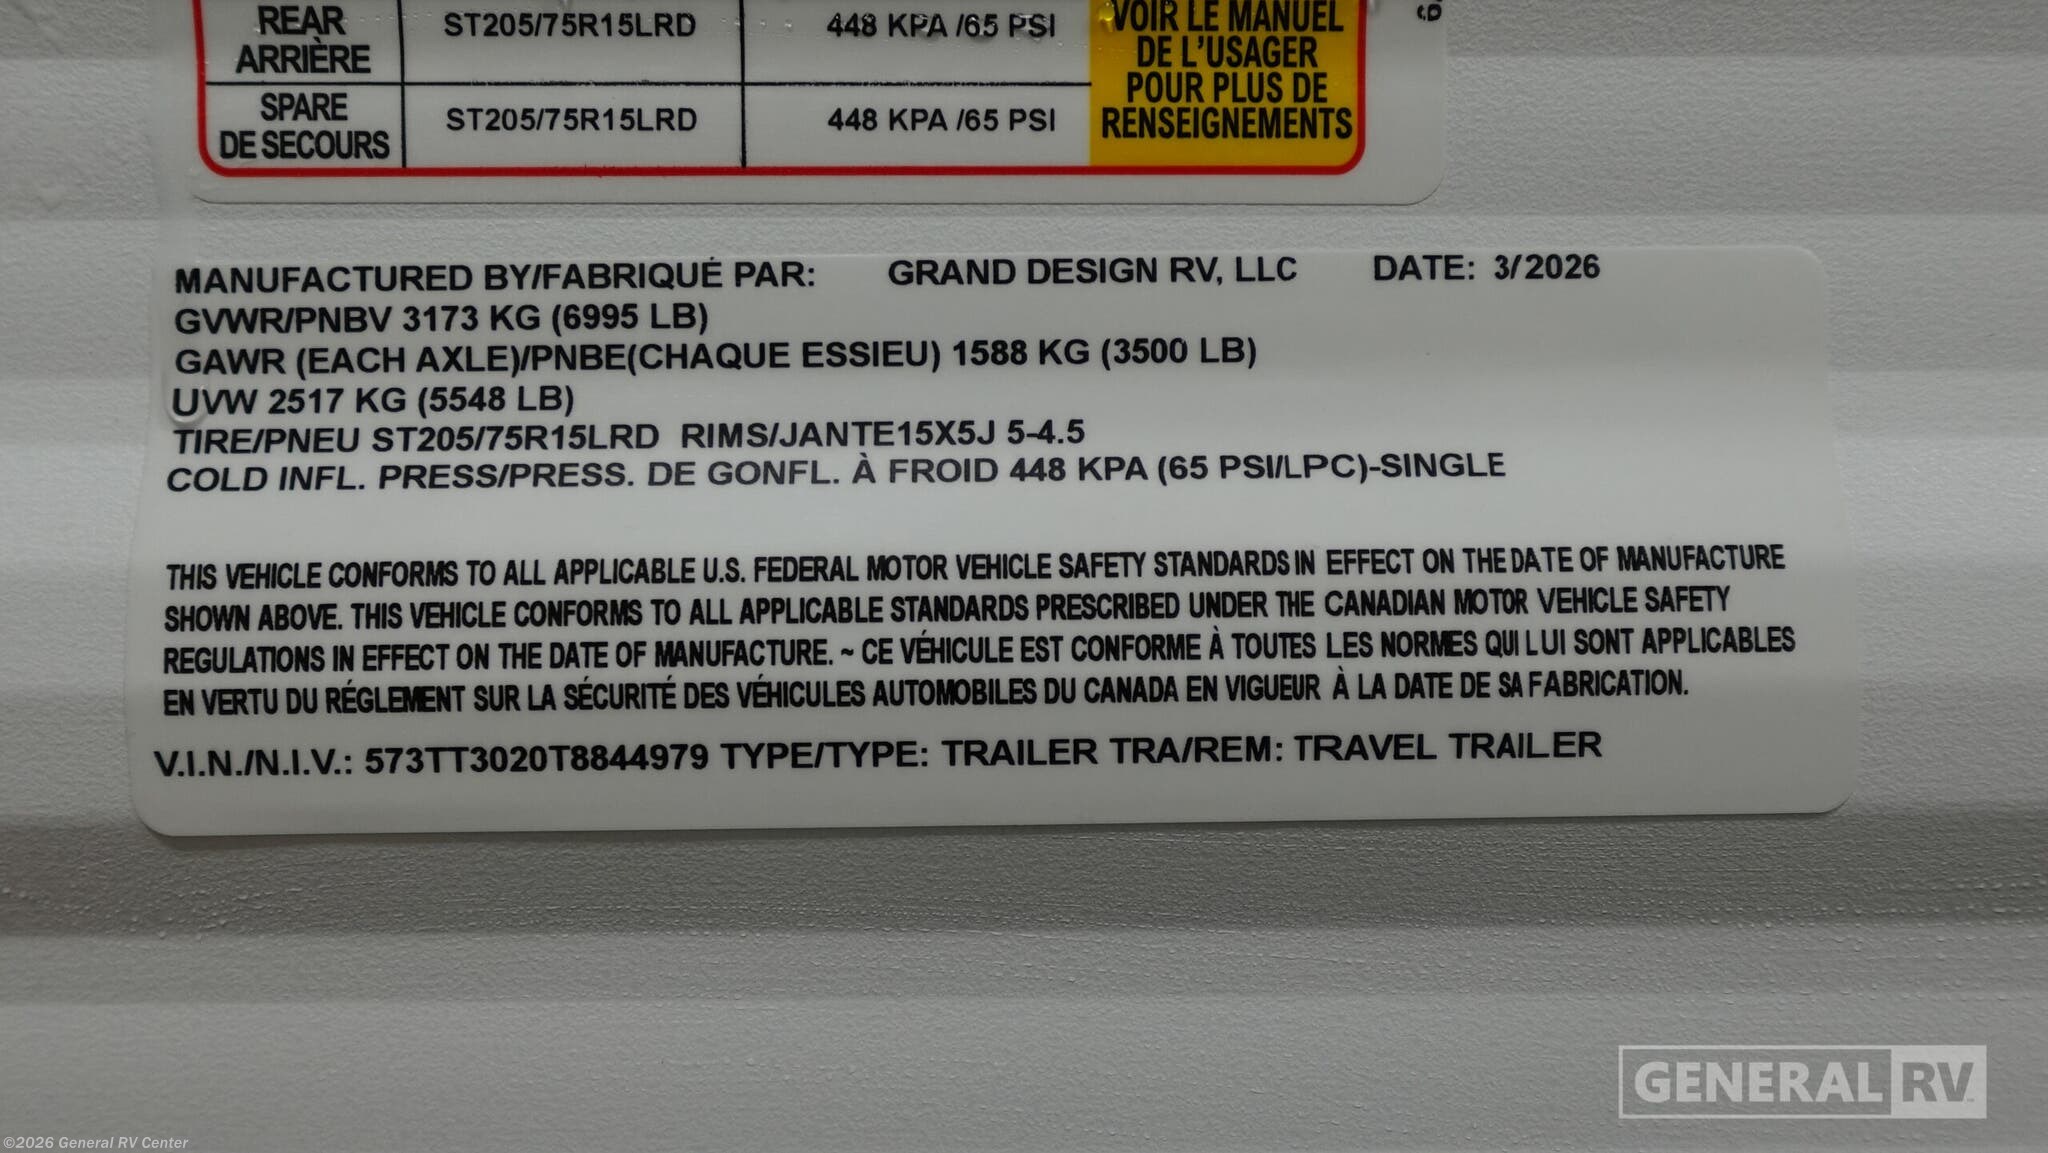 REAR
ARRIÈRE
ST205/75R15LRD
448 KPA /65 PSI
SPARE
DE SECOURS
ST205/75R15LRD
448 KPA /65 PSI
VOIR LE MANUEL
DE L'USAGER
POUR PLUS DE
RENSEIGNEMENTS
MANUFACTURED BY/FABRIQUÉ PAR: GRAND DESIGN RV, LLC DATE: 3/2026
GVWR/PNBV 3173 KG (6995 LB)
GAWR (EACH AXLE)/PNBE(CHAQUE ESSIEU) 1588 KG (3500 LB)
UVW 2517 KG (5548 LB)
TIRE/PNEU ST205/75R15LRD RIMS/JANTE15X5J 5-4.5
COLD INFL. PRESS/PRESS. DE GONFL. À FROID 448 KPA (65 PSI/LPC)-SINGLE
THIS VEHICLE CONFORMS TO ALL APPLICABLE U.S. FEDERAL MOTOR VEHICLE SAFETY STANDARDS IN EFFECT ON THE DATE OF MANUFACTURE
SHOWN ABOVE. THIS VEHICLE CONFORMS TO ALL APPLICABLE STANDARDS PRESCRIBED UNDER THE CANADIAN MOTOR VEHICLE SAFETY
REGULATIONS IN EFFECT ON THE DATE OF MANUFACTURE. ~ CE VÉHICULE EST CONFORME À TOUTES LES NORMES QUI LUI SONT APPLICABLES
EN VERTU DU RÉGLEMENT SUR LA SÉCURITÉ DES VÉHICULES AUTOMOBILES DU CANADA EN VIGUEUR À LA DATE DE SA FABRICATION.
V.I.N./N.I.V.: 573TT3020T8844979 TYPE/TYPE: TRAILER TRA/REM: TRAVEL TRAILER
GENERAL RV
©2026 General RV Center